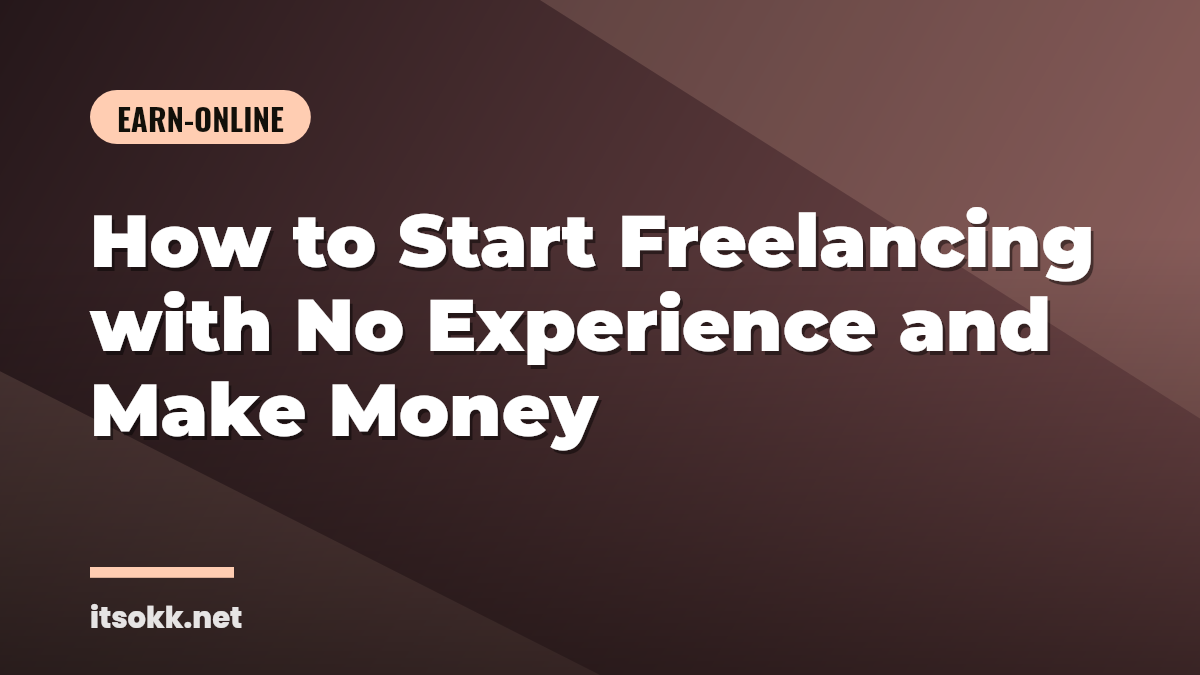 EARN-ONLINE
How to Start Freelancing
with No Experience and
Make Money
itsokk.net